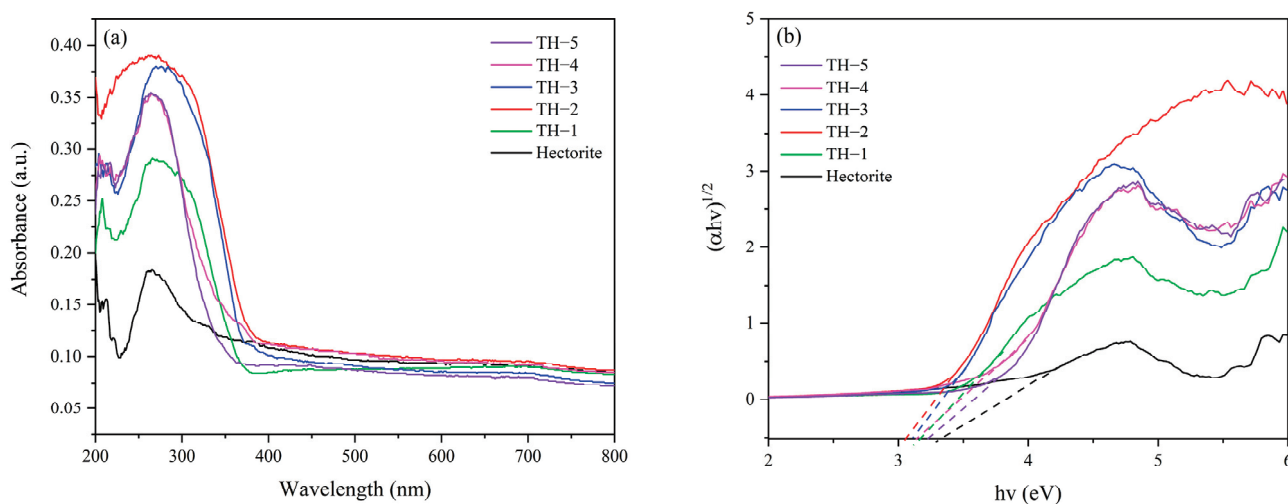 (a)
TH−5
TH−4
TH−3
TH−2
TH−1
Hectorite
Absorbance (a.u.)
0.40
0.35
0.30
0.25
0.20
0.15
0.10
0.05
200 300 400 500 600 700 800
Wavelength (nm)
(b)
TH−5
TH−4
TH−3
TH−2
TH−1
Hectorite
(αhv)1/2
5
4
3
2
1
0
2 3 4 5 6
hv (eV)